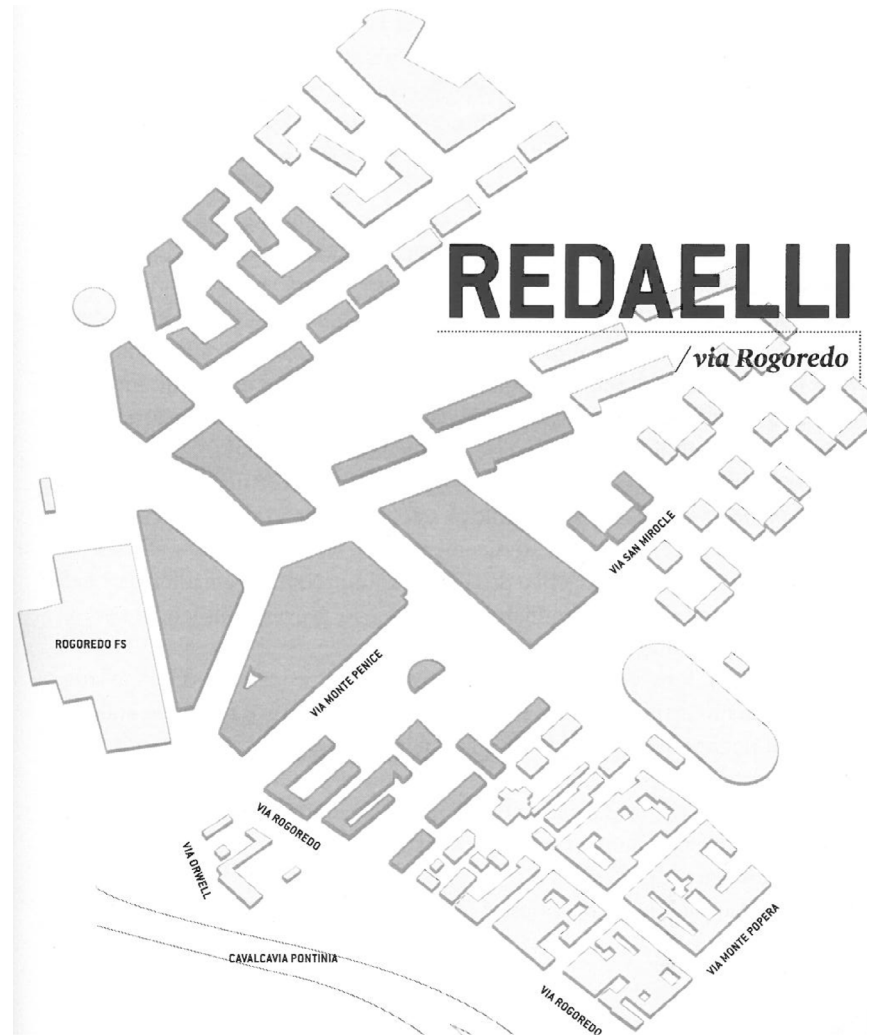 REDAELLI
/via Rogoredo
VIA SAN MIROCLE
ROGOREDO FS
VIA MONTE PENICE
VIA ROGOREDO
VIA ORWELL
CAVALCAVIA PONTINIA
VIA MONTE POPERA
VIA ROGOREDO